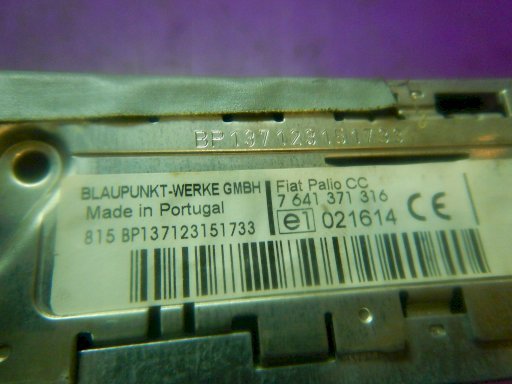 BP137123151733
BLAUPUNKT-WERKE GMBH
Made in Portugal
815 BP137123151733
Fiat Palio CC
7 641 371 316
e1 021614 CE